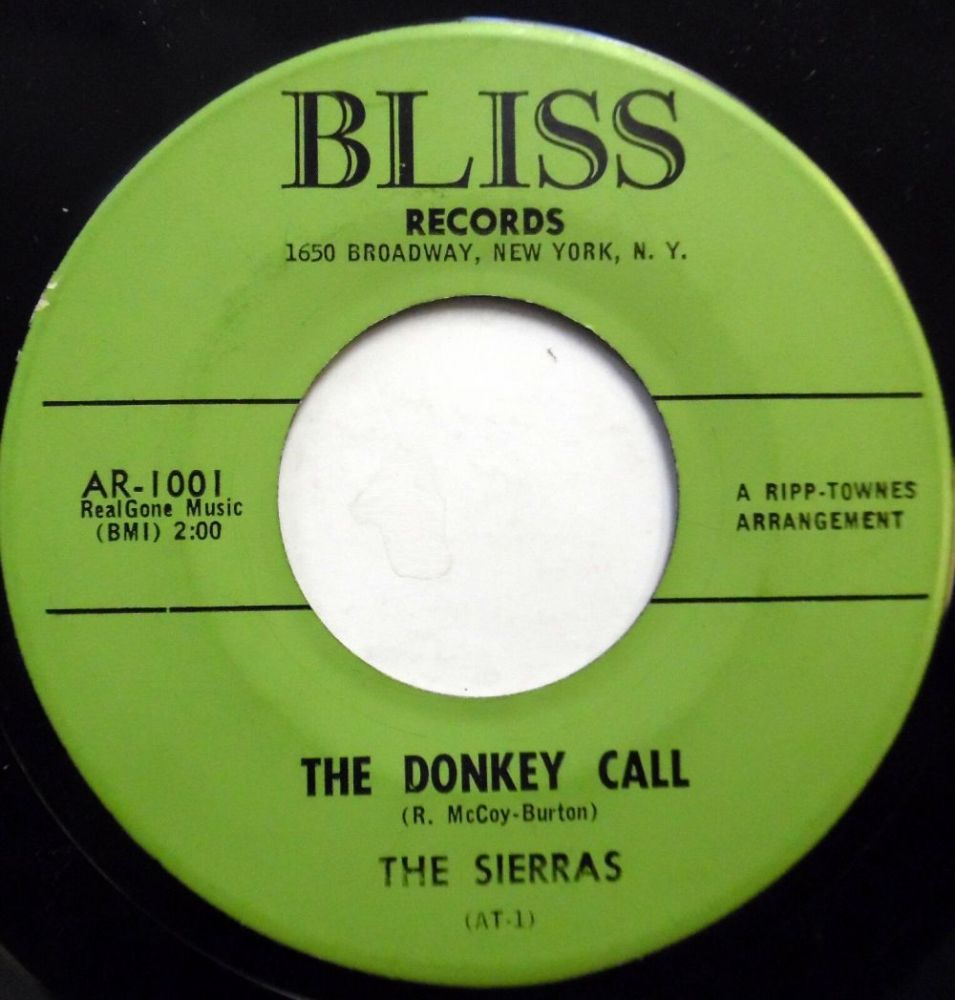 BLISS
RECORDS
1650 BROADWAY, NEW YORK, N. Y.
AR-1001
RealGone Music
(BMI) 2:00
A RIPP-TOWNES
ARRANGEMENT
THE DONKEY CALL
(R. McCoy-Burton)
THE SIERRAS
(AT-1)